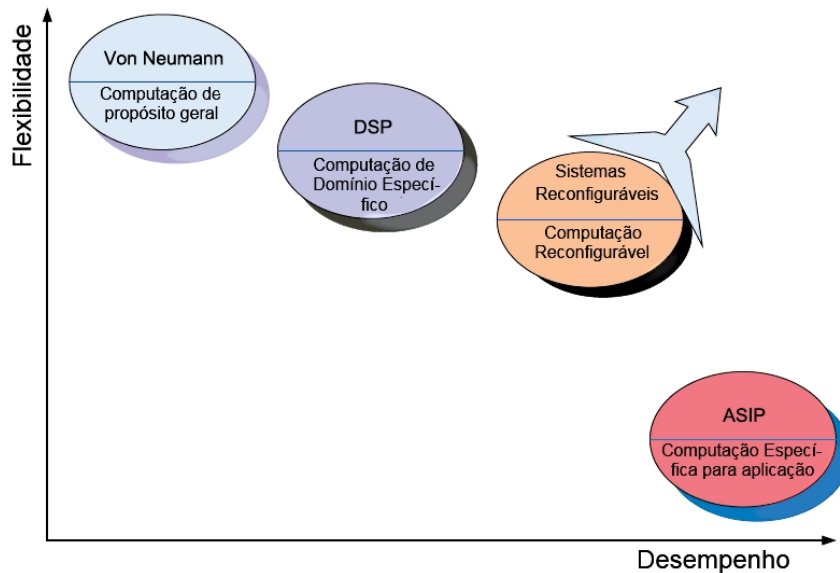 Flexibilidade
Von Neumann
Computação de
propósito geral
DSP
Computação de
Domínio Especí-
fico
Sistemas
Reconfiguráveis
Computação
Reconfigurável
ASIP
Computação Especí-
fica para aplicação
Desempenho